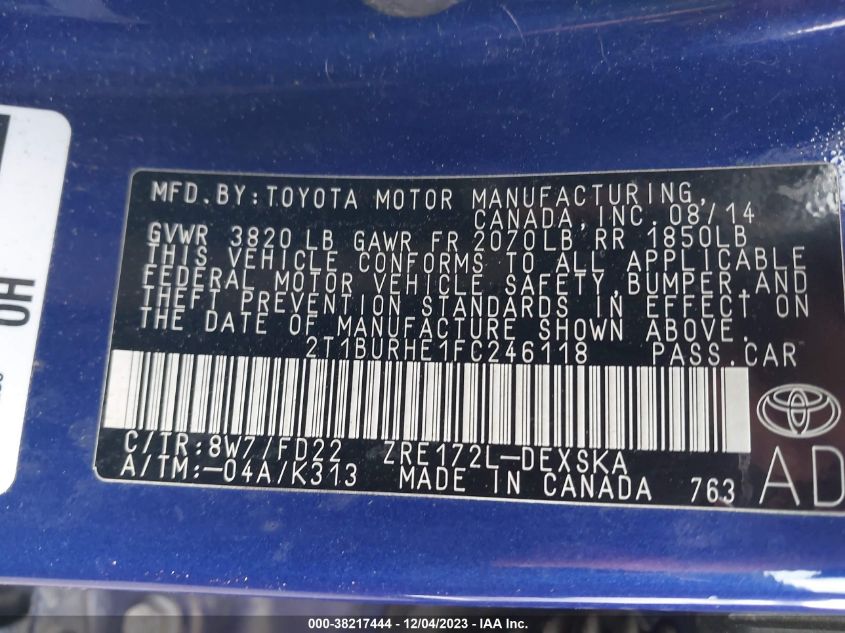 MFD.BY:TOYOTA MOTOR MANUFACTURING,
CANADA,INC. 08/14
GVWR 3820 LB GAWR FR 2070LB RR 1850LB
THIS VEHICLE CONFORMS TO ALL APPLICABLE
FEDERAL MOTOR VEHICLE SAFETY,BUMPER,AND
THEFT PREVENTION STANDARDS IN EFFECT ON
THE DATE OF MANUFACTURE SHOWN ABOVE.
2T1BURHE1FC246118 PASS.CAR
C/TR:8W7/FD22 ZRE172L-DEXSKA
A/TM:-04A/K313 MADE IN CANADA 763
AD
HO
000-38217444 - 12/04/2023 - IAA Inc.